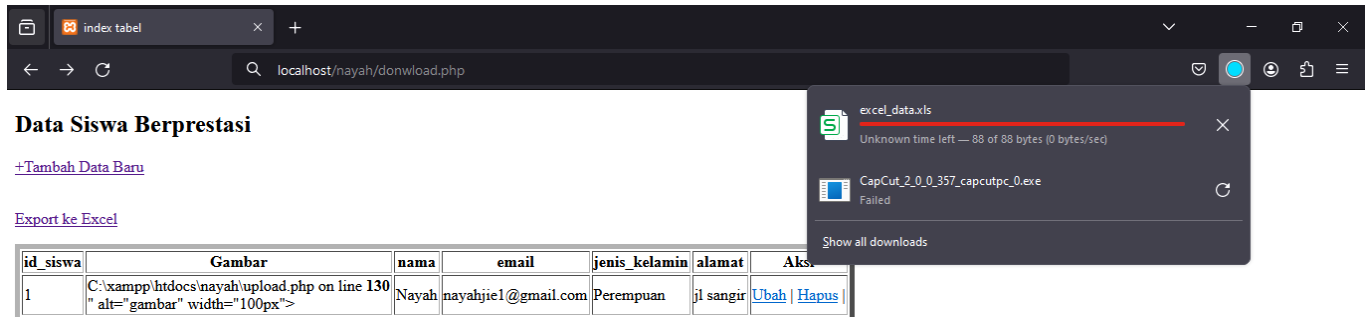 index tabel
localhost/nayah/donwload.php
excel_data.xls
Unknown time left — 88 of 88 bytes (0 bytes/sec)
CapCut_2_0_0_357_capcutpc_0.exe
Failed
Show all downloads
Data Siswa Berprestasi
+Tambah Data Baru
Export ke Excel
id_siswa Gambar nama email jenis_kelamin alamat Aksi
1 C:\xampp\htdocs\nayah\upload.php on line 130 Nayah nayahjie1@gmail.com Perempuan jl sangir Ubah | Hapus |
" alt="gambar" width="100px">